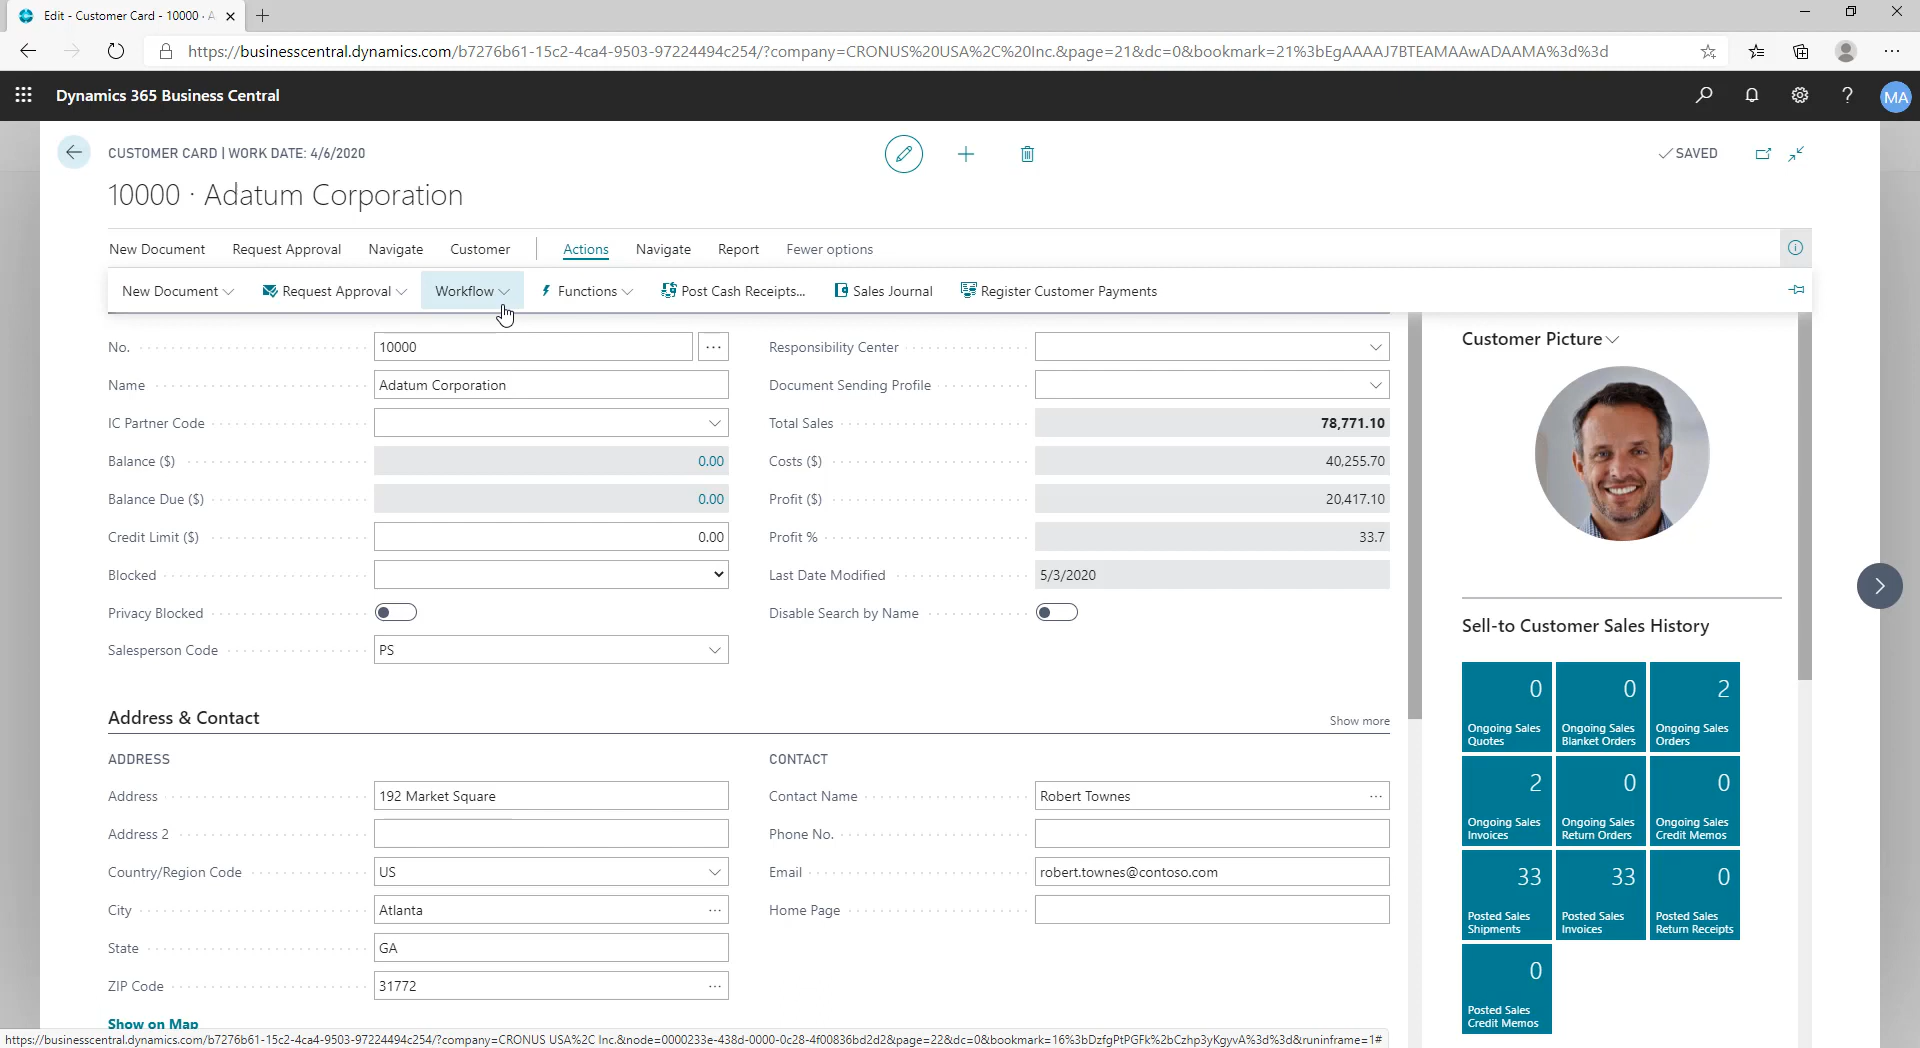 Edit - Customer Card - 10000 · A
https://businesscentral.dynamics.com/b7276b61-15c2-4ca4-9503-97224494c254/?company=CRONUS%20USA%2C%20Inc.&page=21&dc=0&bookmark=21%3bEgAAAAJ7BTEAMAAwADAAMA%3d%3d
Dynamics 365 Business Central
MA
CUSTOMER CARD | WORK DATE: 4/6/2020
SAVED
10000 · Adatum Corporation
New Document Request Approval Navigate Customer Actions Navigate Report Fewer options
New Document Request Approval Workflow Functions Post Cash Receipts... Sales Journal Register Customer Payments
No. 10000
Name Adatum Corporation
IC Partner Code
Balance ($) 0.00
Balance Due ($) 0.00
Credit Limit ($) 0.00
Blocked
Privacy Blocked
Salesperson Code PS
Responsibility Center
Document Sending Profile
Total Sales 78,771.10
Costs ($) 40,255.70
Profit ($) 20,417.10
Profit % 33.7
Last Date Modified 5/3/2020
Disable Search by Name
Address & Contact
Show more
ADDRESS
Address 192 Market Square
Address 2
Country/Region Code US
City Atlanta
State GA
ZIP Code 31772
Show on Map
CONTACT
Contact Name Robert Townes
Phone No.
Email robert.townes@contoso.com
Home Page
Customer Picture
Sell-to Customer Sales History
0
Ongoing Sales
Quotes
0
Ongoing Sales
Blanket Orders
2
Ongoing Sales
Orders
2
Ongoing Sales
Invoices
0
Ongoing Sales
Return Orders
0
Ongoing Sales
Credit Memos
33
Posted Sales
Shipments
33
Posted Sales
Invoices
0
Posted Sales
Return Receipts
0
Posted Sales
Credit Memos
https://businesscentral.dynamics.com/b7276b61-15c2-4ca4-9503-97224494c254/?company=CRONUS USA%2C Inc.&node=0000233e-438d-0000-0c28-4f00836bd2d2&page=22&dc=0&bookmark=16%3bDzfgPtPGFk%2bCzhp3yKgyvA%3d%3d&runinframe=1#